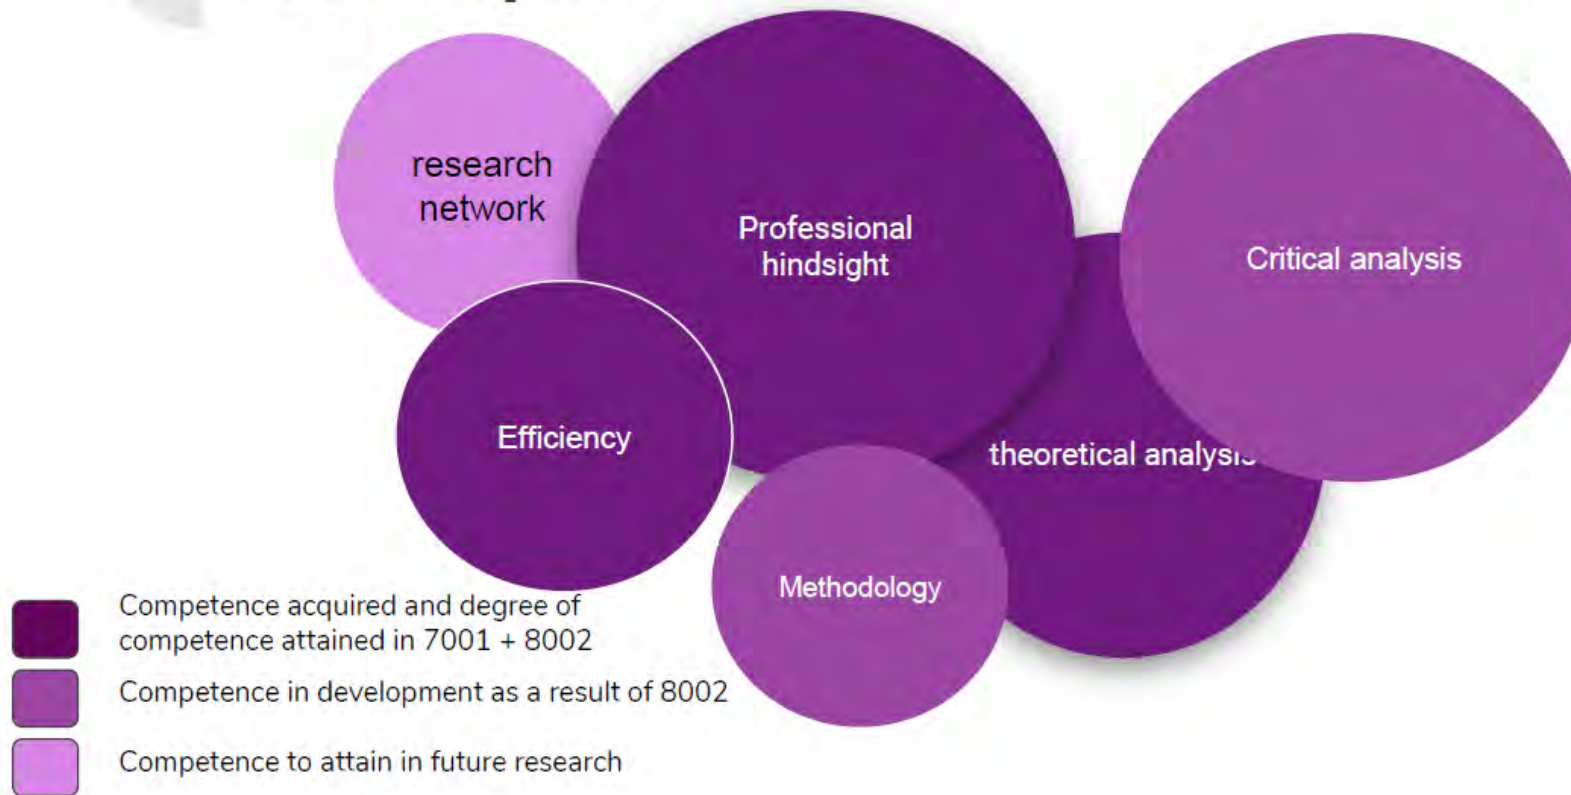 research
network
Professional
hindsight
Critical analysis
Efficiency
theoretical analysis
Methodology
Competence acquired and degree of
competence attained in 7001 + 8002
Competence in development as a result of 8002
Competence to attain in future research